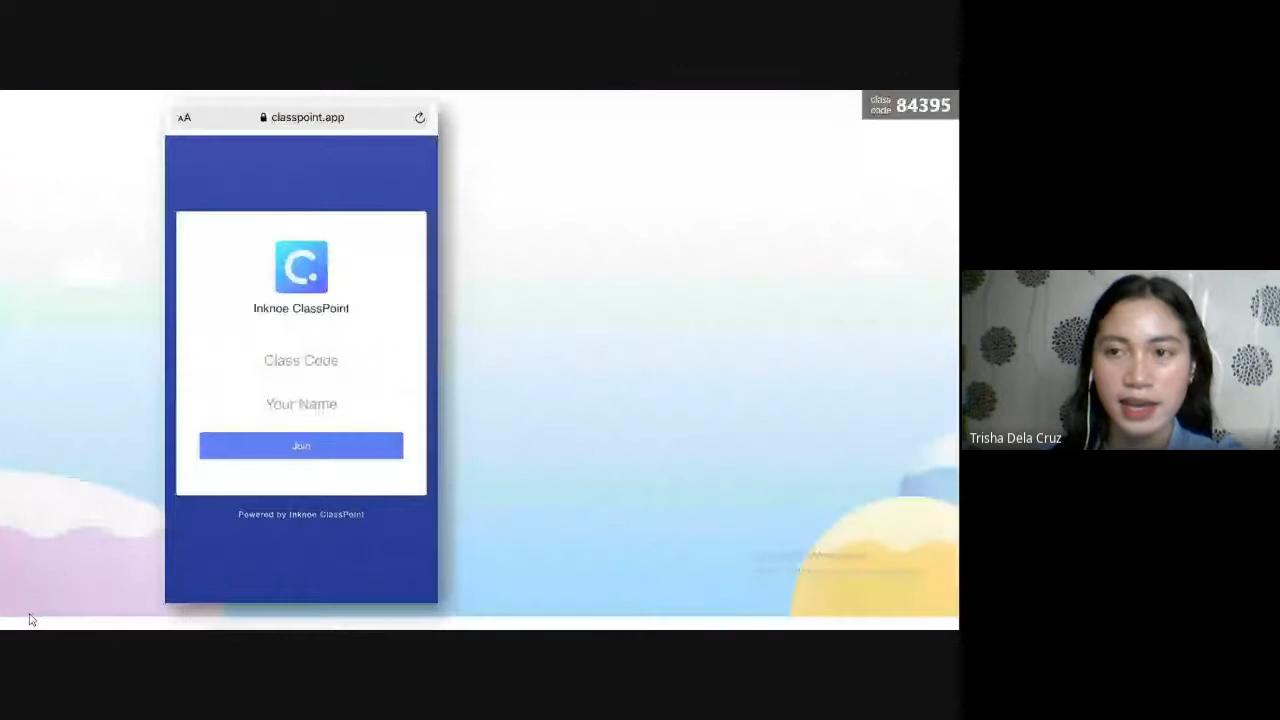 AA classpoint.app
class code 84395
C.
Inknoe ClassPoint
Class Code
Your Name
Join
Powered by Inknoe ClassPoint
Trisha Dela Cruz